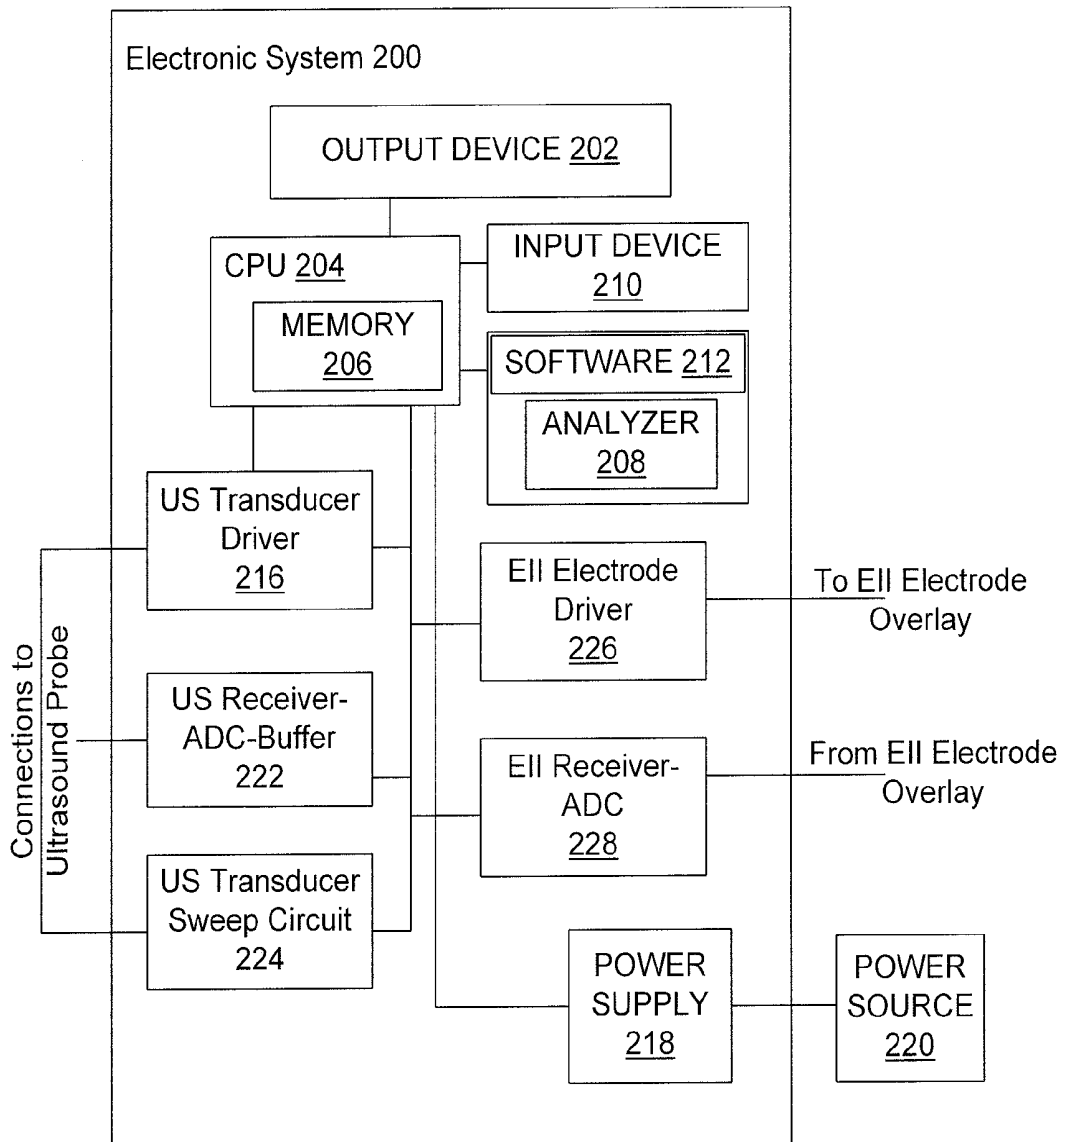 Electronic System 200
OUTPUT DEVICE 202
CPU 204
MEMORY
206
INPUT DEVICE
210
SOFTWARE 212
ANALYZER
208
US Transducer
Driver
216
EII Electrode
Driver
226
To EII Electrode
Overlay
Connections to
Ultrasound Probe
US Receiver-
ADC-Buffer
222
EII Receiver-
ADC
228
From EII Electrode
Overlay
US Transducer
Sweep Circuit
224
POWER
SUPPLY
218
POWER
SOURCE
220